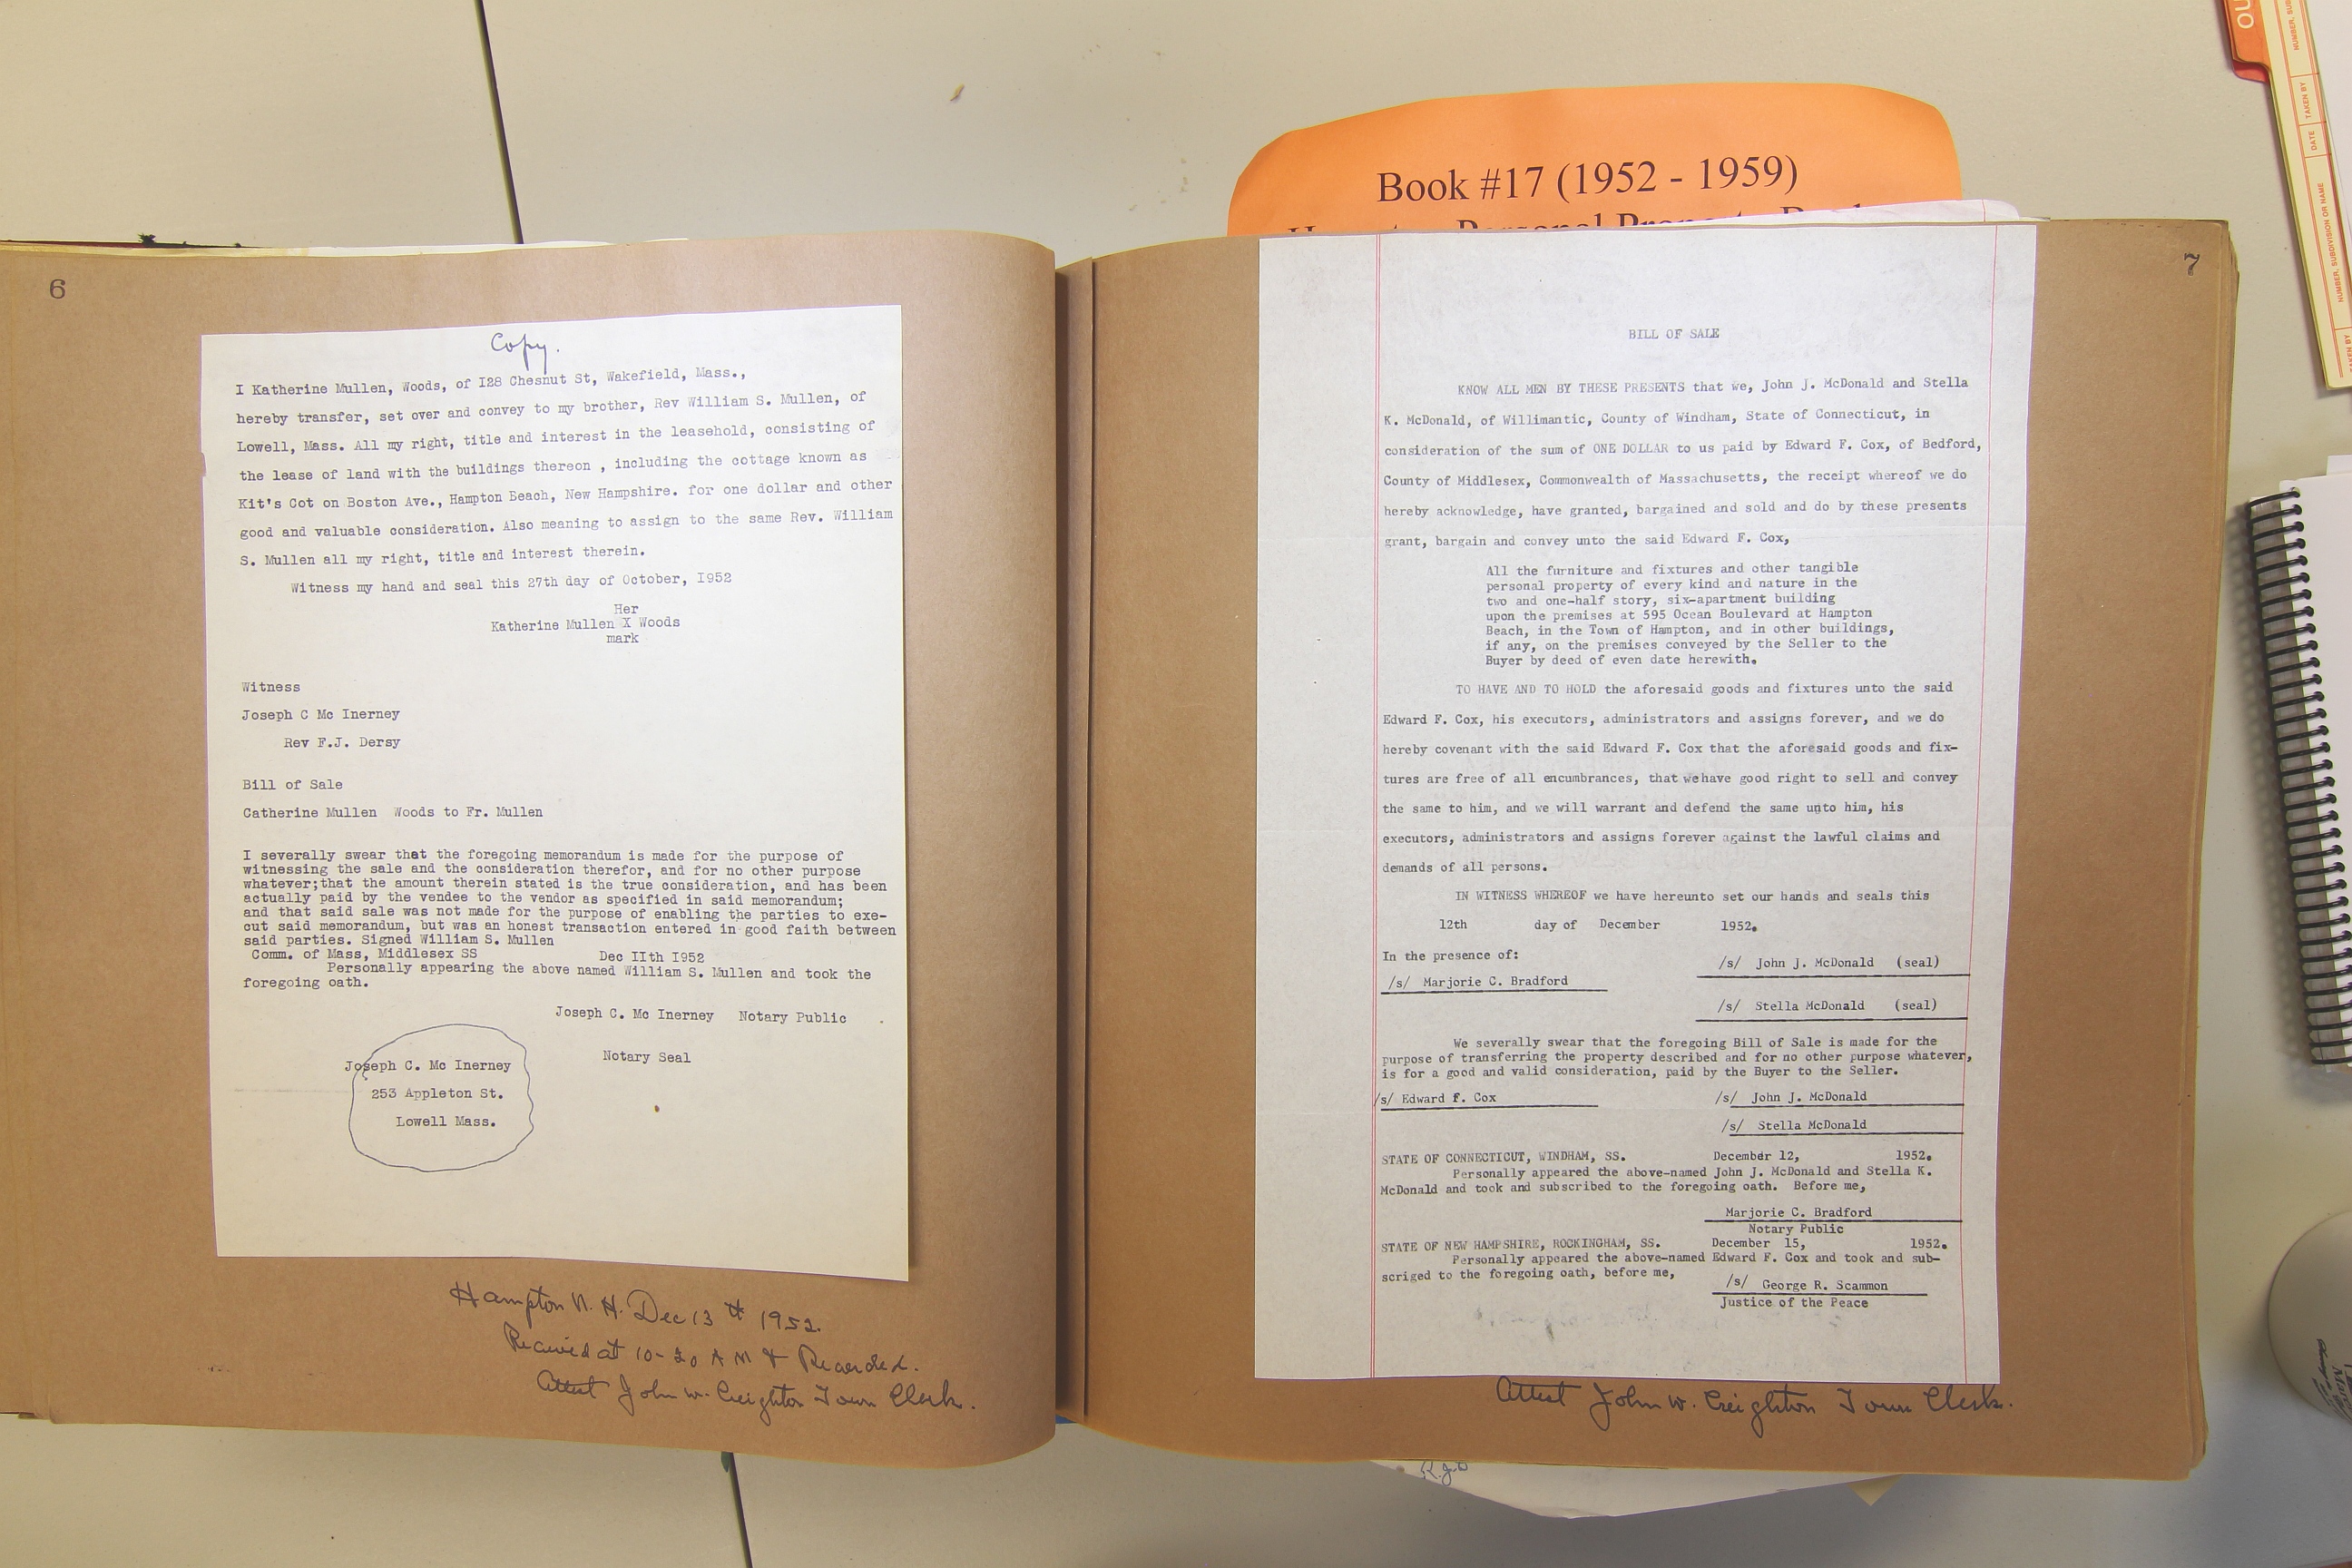 Book #17 (1952 - 1959)
6
Copy.
I Katherine Mullen, Woods, of I28 Chesnut St, Wakefield, Mass.,
hereby transfer, set over and convey to my brother, Rev William S. Mullen, of
Lowell, Mass. All my right, title and interest in the leasehold, consisting of
the lease of land with the buildings thereon , including the cottage known as
Kit's Cot on Boston Ave., Hampton Beach, New Hampshire. for one dollar and other
good and valuable consideration. Also meaning to assign to the same Rev. William
S. Mullen all my right, title and interest therein.
Witness my hand and seal this 27th day of October, I952
Her
Katherine Mullen X Woods
mark
Witness
Joseph C Mc Inerney
Rev F.J. Dersy
Bill of Sale
Catherine Mullen Woods to Fr. Mullen
I severally swear that the foregoing memorandum is made for the purpose of
witnessing the sale and the consideration therefor, and for no other purpose
whatever;that the amount therein stated is the true consideration, and has been
actually paid by the vendee to the vendor as specified in said memorandum;
and that said sale was not made for the purpose of enabling the parties to exe-
cut said memorandum, but was an honest transaction entered in good faith between
said parties. Signed William S. Mullen
Comm. of Mass, Middlesex SS Dec IIth I952
Personally appearing the above named William S. Mullen and took the
foregoing oath.
Joseph C. Mc Inerney Notary Public
Notary Seal
Joseph C. Mc Inerney
253 Appleton St.
Lowell Mass.
Hampton N. H. Dec 13th 1952.
Received at 10-20 A M & Recorded.
Attest John W. Creighton Town Clerk.
7
BILL OF SALE
KNOW ALL MEN BY THESE PRESENTS that we, John J. McDonald and Stella
K. McDonald, of Willimantic, County of Windham, State of Connecticut, in
consideration of the sum of ONE DOLLAR to us paid by Edward F. Cox, of Bedford,
County of Middlesex, Commonwealth of Massachusetts, the receipt whereof we do
hereby acknowledge, have granted, bargained and sold and do by these presents
grant, bargain and convey unto the said Edward F. Cox,
All the furniture and fixtures and other tangible
personal property of every kind and nature in the
two and one-half story, six-apartment building
upon the premises at 595 Ocean Boulevard at Hampton
Beach, in the Town of Hampton, and in other buildings,
if any, on the premises conveyed by the Seller to the
Buyer by deed of even date herewith.
TO HAVE AND TO HOLD the aforesaid goods and fixtures unto the said
Edward F. Cox, his executors, administrators and assigns forever, and we do
hereby covenant with the said Edward F. Cox that the aforesaid goods and fix-
tures are free of all encumbrances, that we have good right to sell and convey
the same to him, and we will warrant and defend the same unto him, his
executors, administrators and assigns forever against the lawful claims and
demands of all persons.
IN WITNESS WHEREOF we have hereunto set our hands and seals this
12th day of December 1952.
In the presence of:
/s/ John J. McDonald (seal)
/s/ Marjorie C. Bradford
/s/ Stella McDonald (seal)
We severally swear that the foregoing Bill of Sale is made for the
purpose of transferring the property described and for no other purpose whatever,
is for a good and valid consideration, paid by the Buyer to the Seller.
/s/ Edward f. Cox /s/ John J. McDonald
/s/ Stella McDonald
STATE OF CONNECTICUT, WINDHAM, SS. December 12, 1952.
Personally appeared the above-named John J. McDonald and Stella K.
McDonald and took and subscribed to the foregoing oath. Before me,
Marjorie C. Bradford
Notary Public
STATE OF NEW HAMPSHIRE, ROCKINGHAM, SS. December 15, 1952.
Personally appeared the above-named Edward F. Cox and took and sub-
scriged to the foregoing oath, before me,
/s/ George R. Scammon
Justice of the Peace
Attest John W. Creighton Town Clerk.
OU
NUMBER, SUBDIVISION OR NAME DATE TAKEN BY